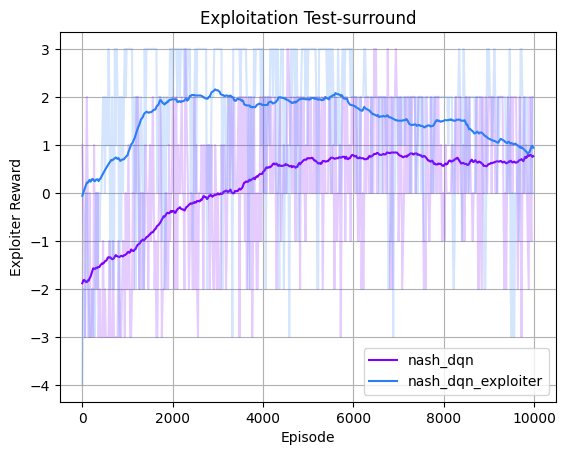 Exploitation Test-surround
Exploiter Reward
3
2
1
0
−1
−2
−3
−4
0
2000
4000
6000
8000
10000
Episode
nash_dqn
nash_dqn_exploiter